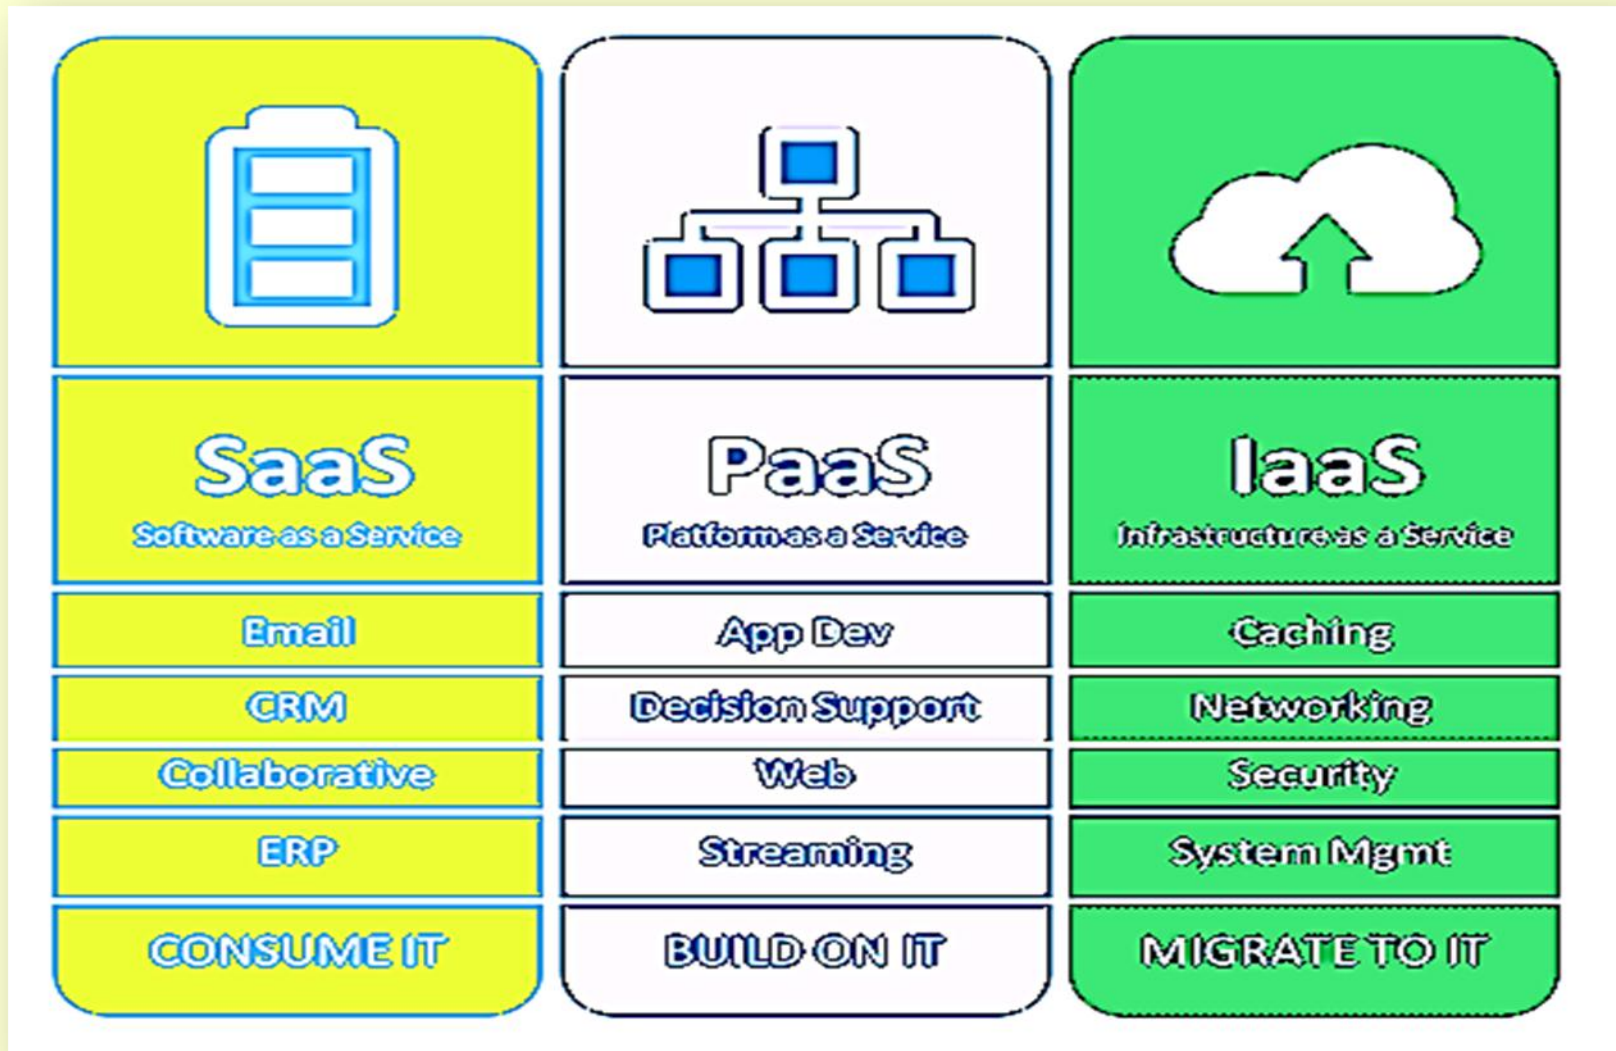 SaaS
Software as a Service
Email
CRM
Collaborative
ERP
CONSUME IT
PaaS
Platform as a Service
App Dev
Decision Support
Web
Streaming
BUILD ON IT
IaaS
Infrastructure as a Service
Caching
Networking
Security
System Mgmt
MIGRATE TO IT